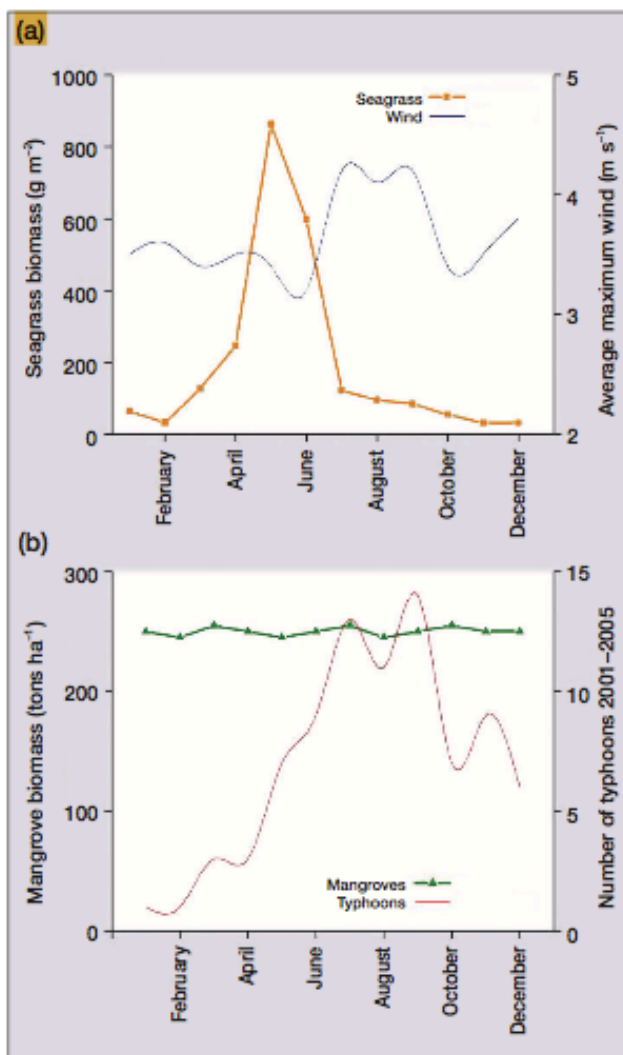 (a)
1000
800
600
400
200
0
Seagrass biomass (g m⁻²)
Seagrass
Wind
5
4
3
2
Average maximum wind (m s⁻¹)
February
April
June
August
October
December
(b)
300
200
100
0
Mangrove biomass (tons ha⁻¹)
15
10
5
0
Number of typhoons 2001–2005
Mangroves
Typhoons
February
April
June
August
October
December